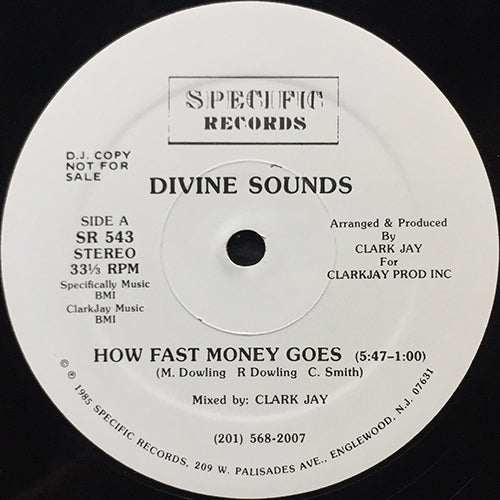 SPECIFIC
RECORDS
D.J. COPY
NOT FOR
SALE
DIVINE SOUNDS
SIDE A
SR 543
STEREO
33⅓ RPM
Specifically Music
BMI
ClarkJay Music
BMI
Arranged & Produced
By
CLARK JAY
For
CLARKJAY PROD INC
HOW FAST MONEY GOES (5:47-1:00)
(M. Dowling R Dowling C. Smith)
Mixed by: CLARK JAY
(201) 568-2007
© ℗ 1985 SPECIFIC RECORDS, 209 W. PALISADES AVE., ENGLEWOOD, N.J. 07631